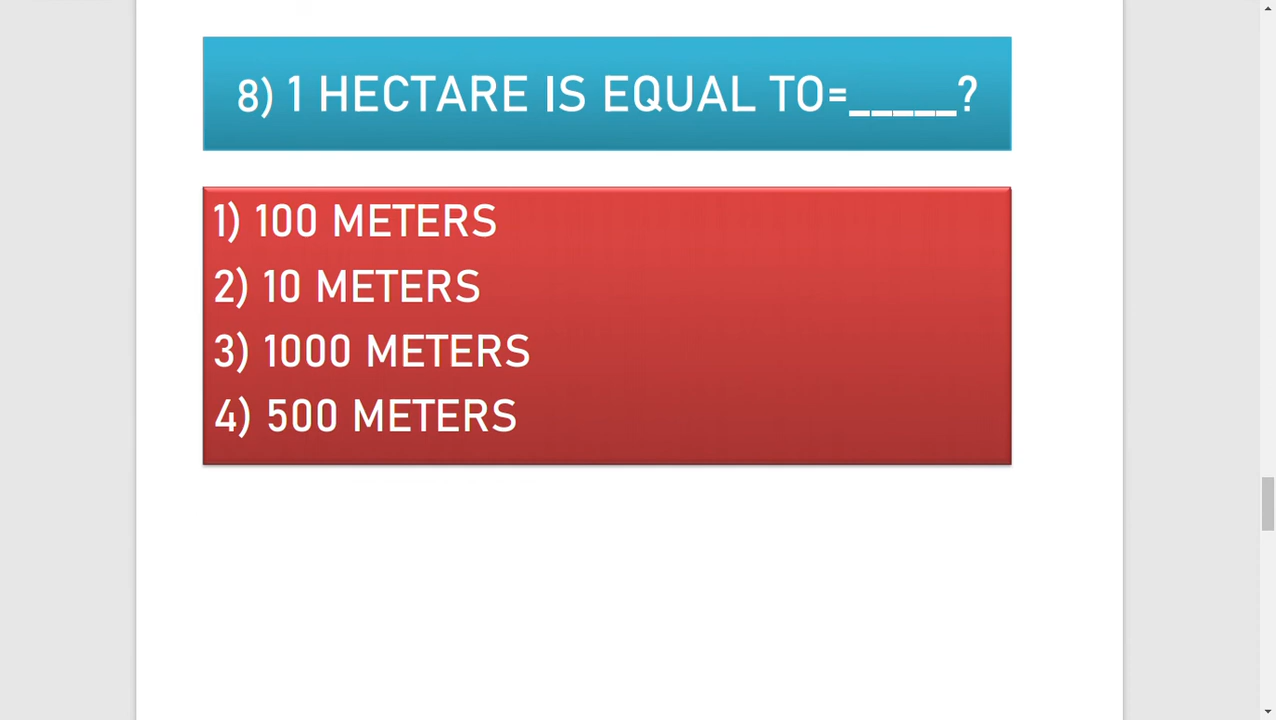 8) 1 HECTARE IS EQUAL TO=_____?
1) 100 METERS
2) 10 METERS
3) 1000 METERS
4) 500 METERS